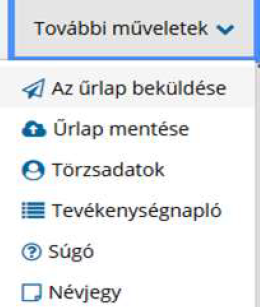 További műveletek
Az űrlap beküldése
Űrlap mentése
Törzsadatok
Tevékenységnapló
Súgó
Névjegy